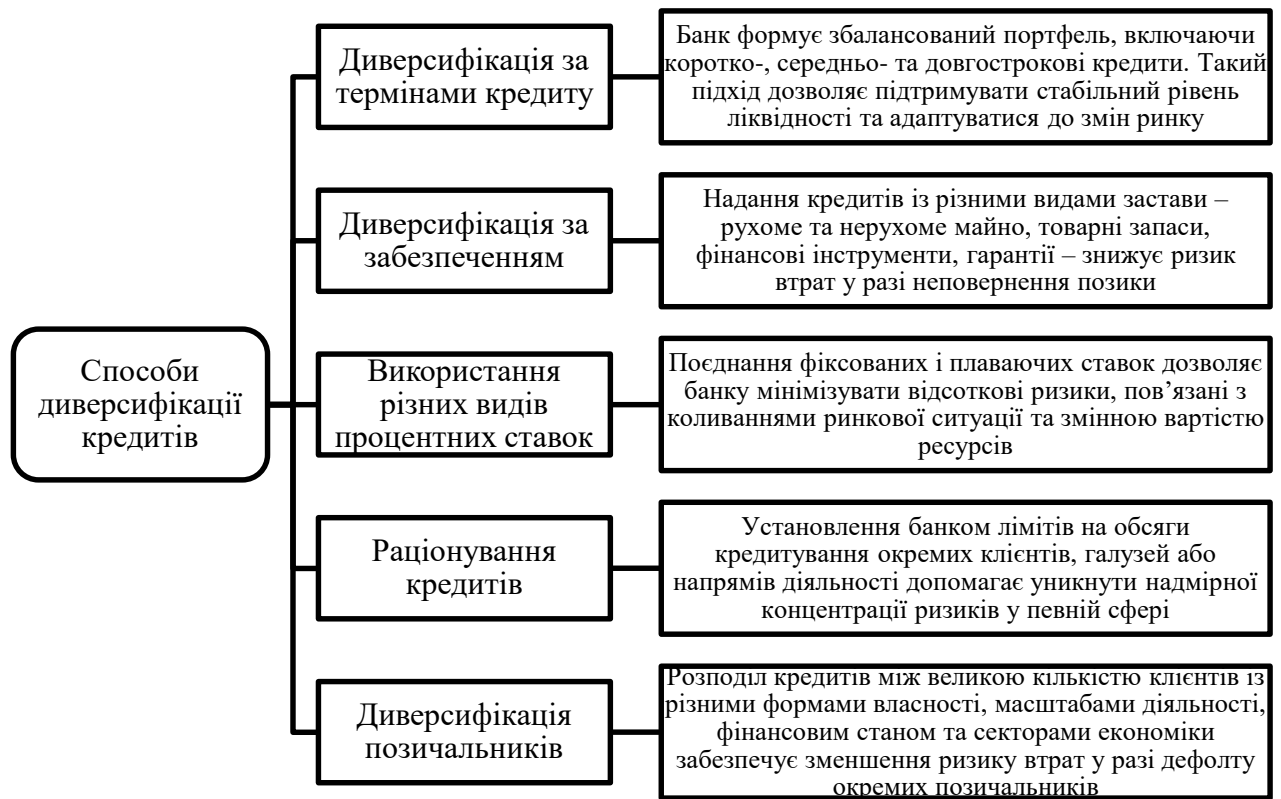 Способи
диверсифікації
кредитів
Диверсифікація за
термінами кредиту
Банк формує збалансований портфель, включаючи
коротко-, середньо- та довгострокові кредити. Такий
підхід дозволяє підтримувати стабільний рівень
ліквідності та адаптуватися до змін ринку
Диверсифікація за
забезпеченням
Надання кредитів із різними видами застави –
рухоме та нерухоме майно, товарні запаси,
фінансові інструменти, гарантії – знижує ризик
втрат у разі неповернення позики
Використання
різних видів
процентних ставок
Поєднання фіксованих і плаваючих ставок дозволяє
банку мінімізувати відсоткові ризики, пов’язані з
коливаннями ринкової ситуації та змінною вартістю
ресурсів
Раціонування
кредитів
Установлення банком лімітів на обсяги
кредитування окремих клієнтів, галузей або
напрямів діяльності допомагає уникнути надмірної
концентрації ризиків у певній сфері
Диверсифікація
позичальників
Розподіл кредитів між великою кількістю клієнтів із
різними формами власності, масштабами діяльності,
фінансовим станом та секторами економіки
забезпечує зменшення ризику втрат у разі дефолту
окремих позичальників